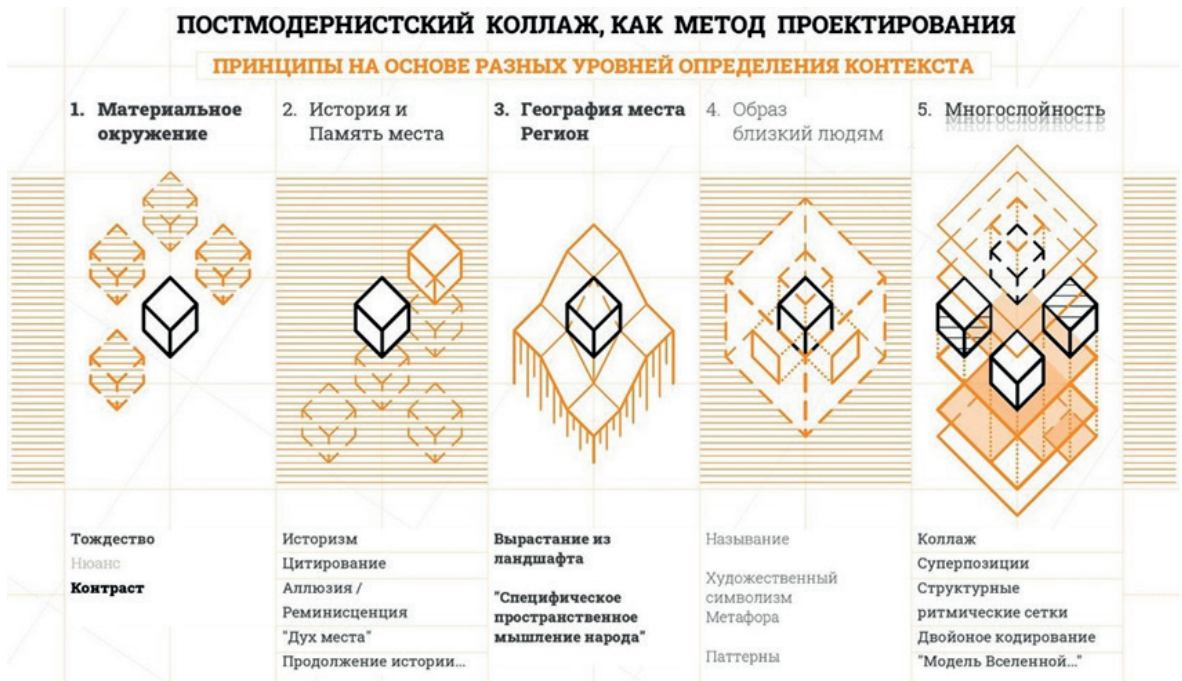 ПОСТМОДЕРНИСТСКИЙ КОЛЛАЖ, КАК МЕТОД ПРОЕКТИРОВАНИЯ
ПРИНЦИПЫ НА ОСНОВЕ РАЗНЫХ УРОВНЕЙ ОПРЕДЕЛЕНИЯ КОНТЕКСТА
1. Материальное
окружение
2. История и
Память места
3. География места
Регион
4. Образ
близкий людям
5. Многослойность
Тождество
Нюанс
Контраст
Историзм
Цитирование
Аллюзия /
Реминисценция
"Дух места"
Продолжение истории...
Вырастание из
ландшафта
"Специфическое
пространственное
мышление народа"
Называние
Художественный
символизм
Метафора
Паттерны
Коллаж
Суперпозиции
Структурные
ритмические сетки
Двойоное кодирование
"Модель Вселенной..."